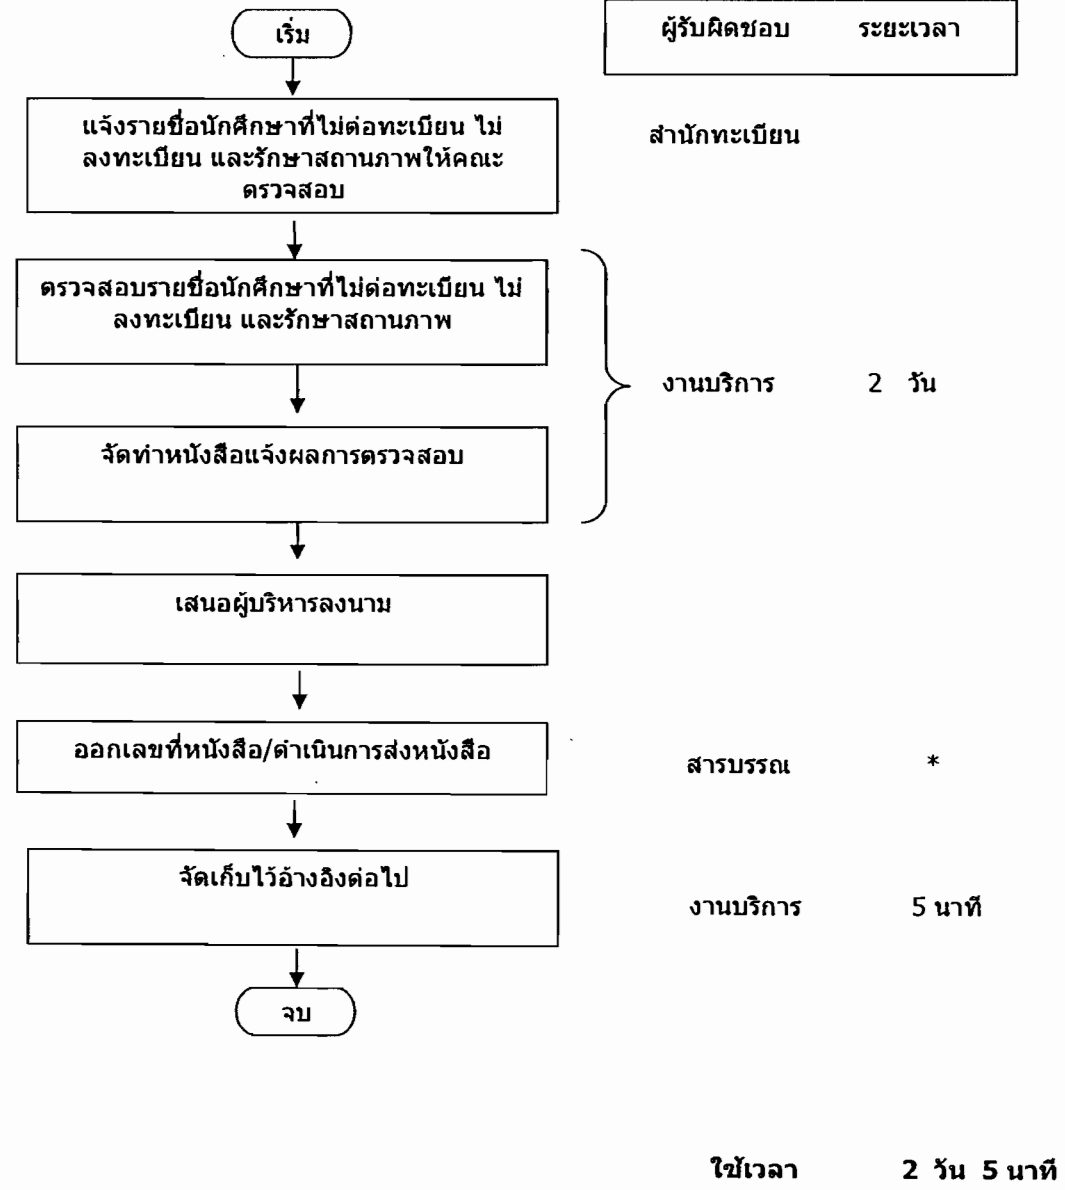 เริ่ม
ผู้รับผิดชอบ ระยะเวลา
แจ้งรายชื่อนักศึกษาที่ไม่ต่อทะเบียน ไม่
ลงทะเบียน และรักษาสถานภาพให้คณะ
ตรวจสอบ
สำนักทะเบียน
ตรวจสอบรายชื่อนักศึกษาที่ไม่ต่อทะเบียน ไม่
ลงทะเบียน และรักษาสถานภาพ
งานบริการ 2 วัน
จัดทำหนังสือแจ้งผลการตรวจสอบ
เสนอผู้บริหารลงนาม
ออกเลขที่หนังสือ/ดำเนินการส่งหนังสือ
สารบรรณ *
จัดเก็บไว้อ้างอิงต่อไป
งานบริการ 5 นาที
จบ
ใช้เวลา 2 วัน 5 นาที